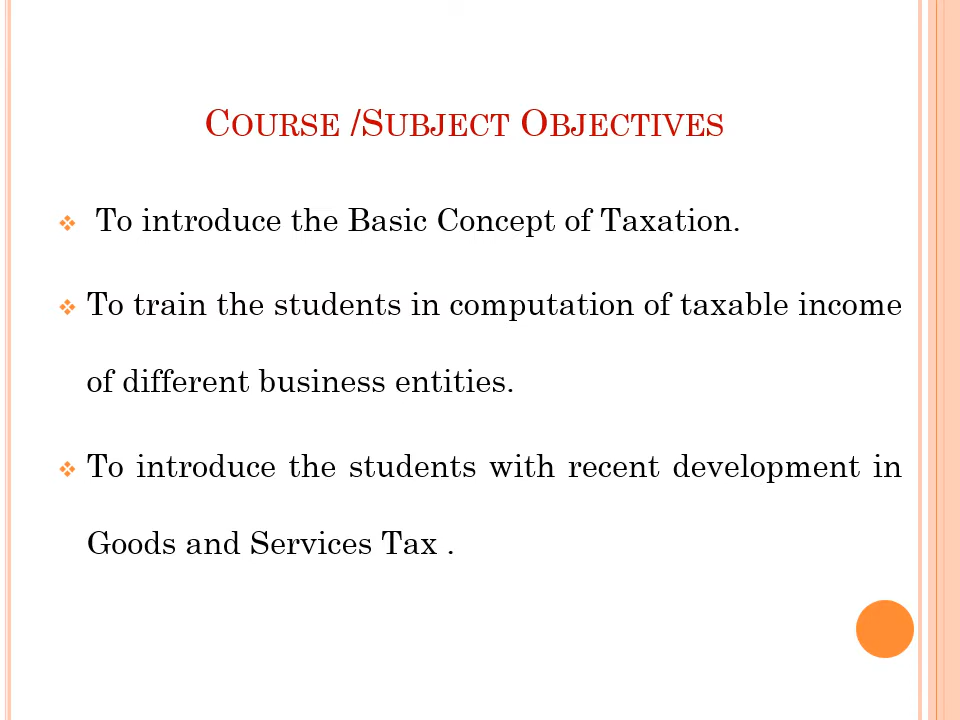 COURSE /SUBJECT OBJECTIVES
To introduce the Basic Concept of Taxation.
To train the students in computation of taxable income
of different business entities.
To introduce the students with recent development in
Goods and Services Tax .